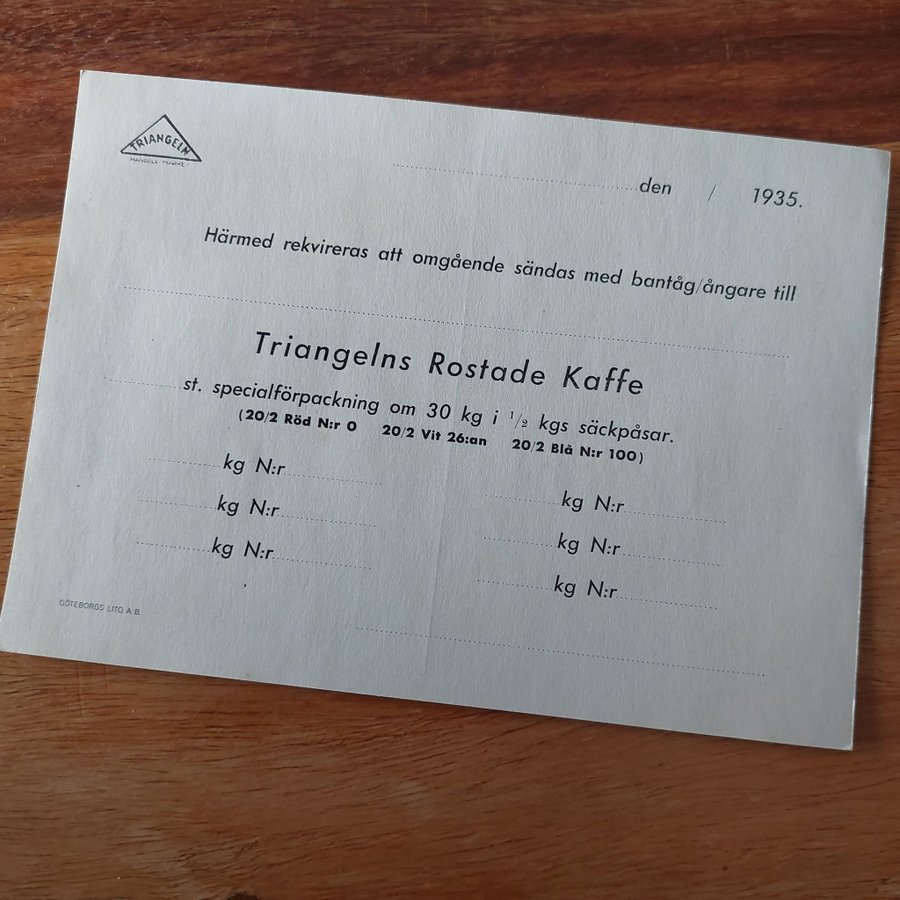 TRIANGELN
HANDELS MÄRKE
den / 1935.
Härmed rekvireras att omgående sändas med bantåg/ångare till
Triangelns Rostade Kaffe
st. specialförpackning om 30 kg i 1/2 kgs säckpåsar.
(20/2 Röd N:r 0 20/2 Vit 26:an 20/2 Blå N:r 100)
kg N:r
kg N:r
kg N:r
kg N:r
kg N:r
kg N:r
GÖTEBORGS LITO. A.B.